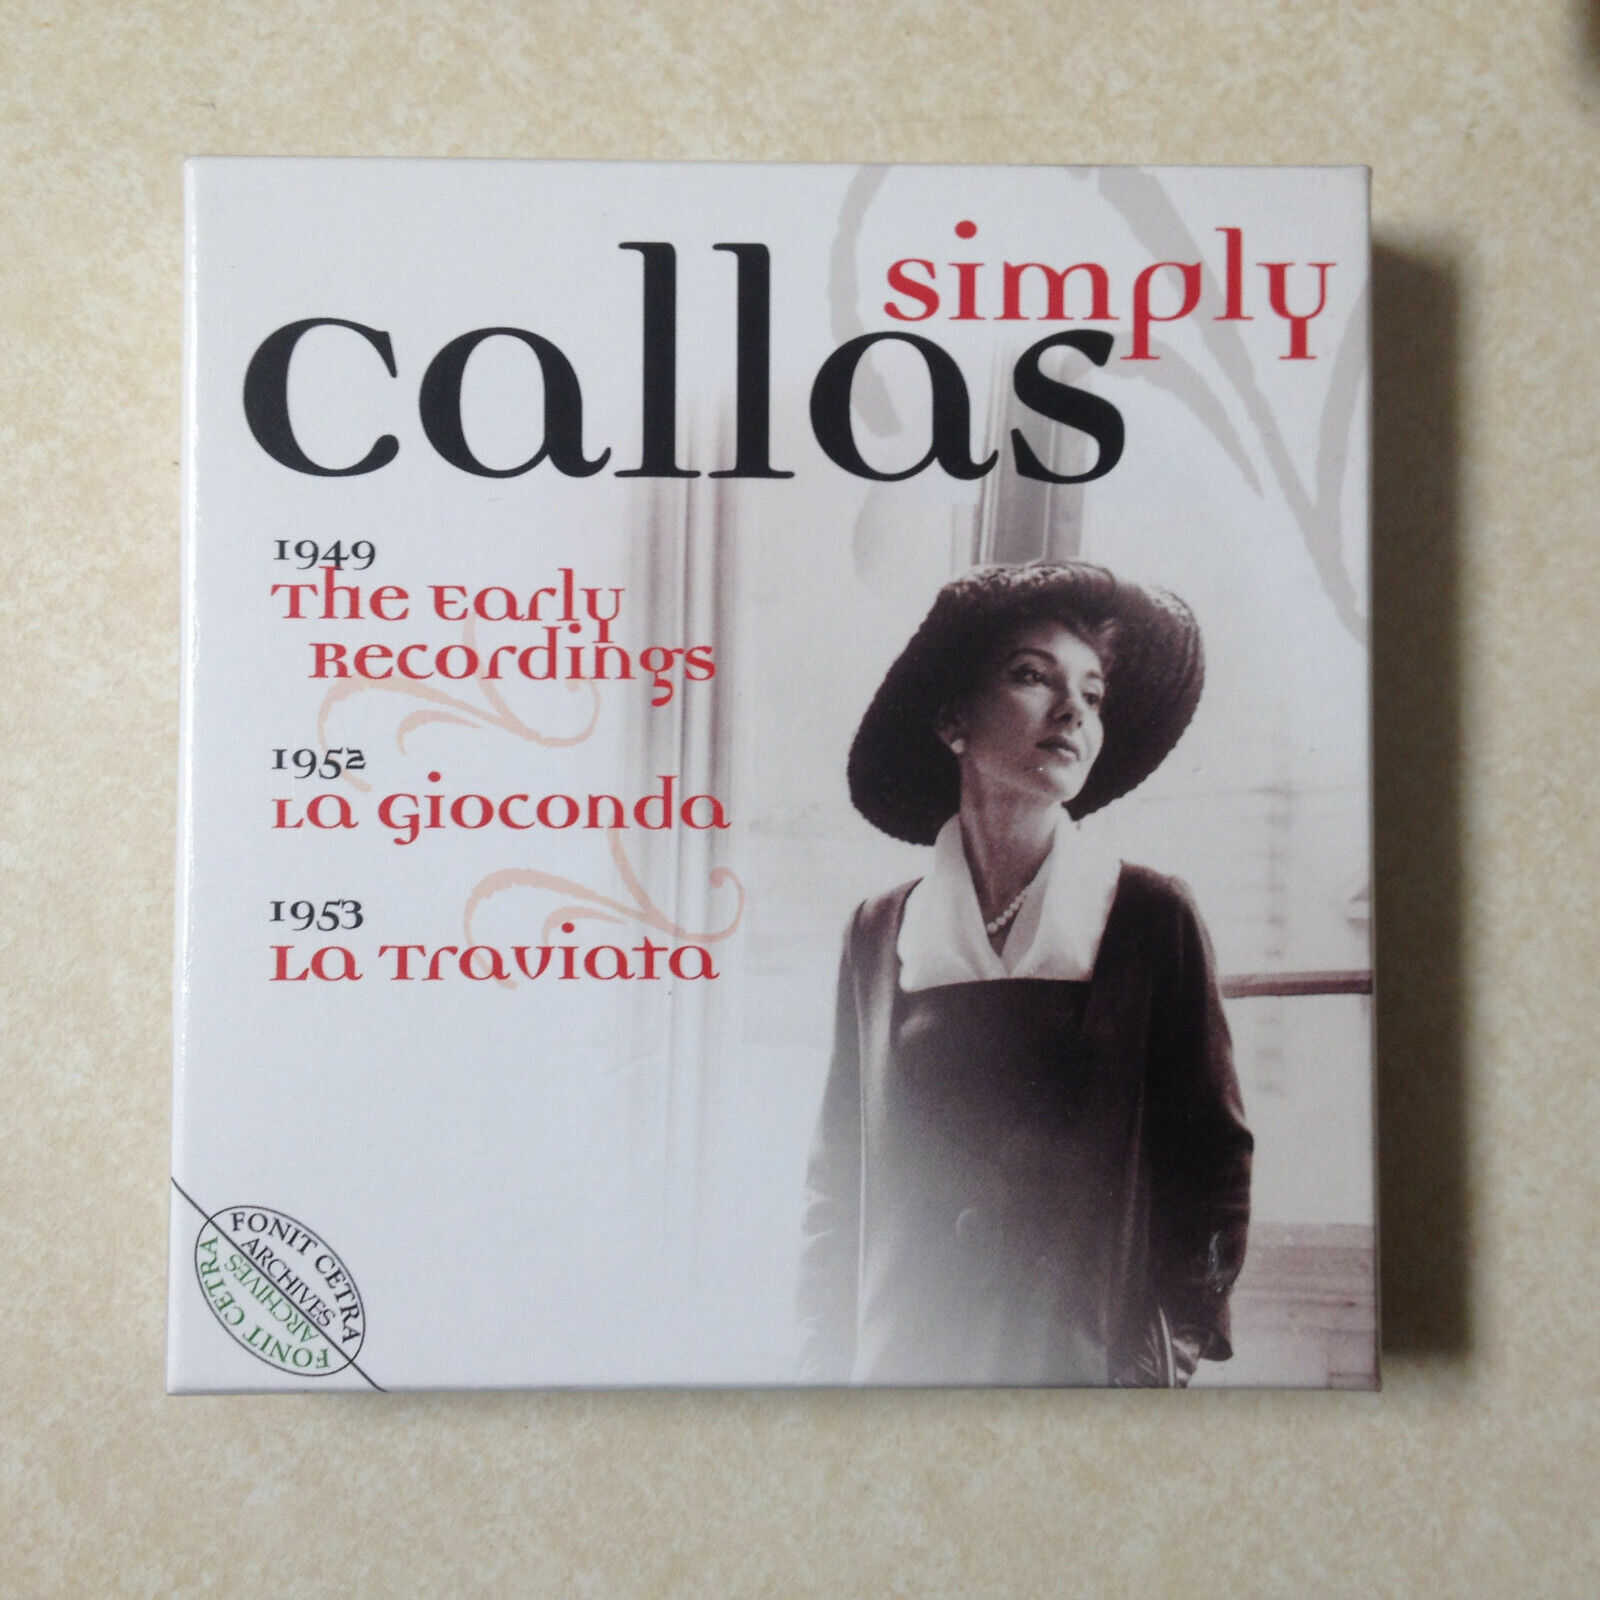 simply
callas
1949
The Early
Recordings
1952
La Gioconda
1953
La Traviata
FONIT CETRA
ARCHIVES
ARCHIVES
FONIT CETRA